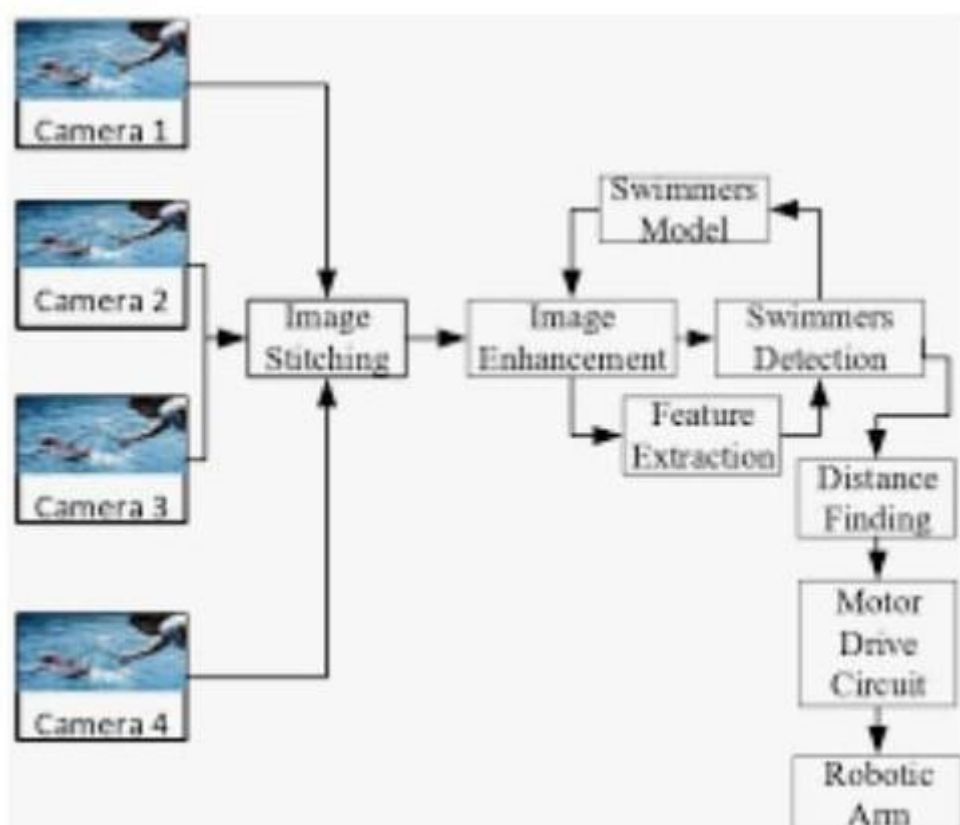 Camera 1
Camera 2
Camera 3
Camera 4
Image
Stitching
Image
Enhancement
Swimmers
Model
Swimmers
Detection
Feature
Extraction
Distance
Finding
Motor
Drive
Circuit
Robotic
Arm